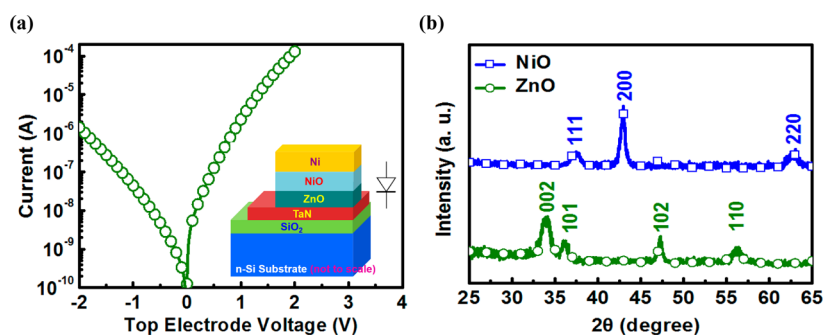 (a)
10⁻⁴
10⁻⁵
10⁻⁶
10⁻⁷
10⁻⁸
10⁻⁹
10⁻¹⁰
Current (A)
Ni
NiO
ZnO
TaN
SiO₂
n-Si Substrate (not to scale)
-2 -1 0 1 2 3 4
Top Electrode Voltage (V)
(b)
NiO
ZnO
111
200
220
002
101
102
110
Intensity (a. u.)
25 30 35 40 45 50 55 60 65
2θ (degree)